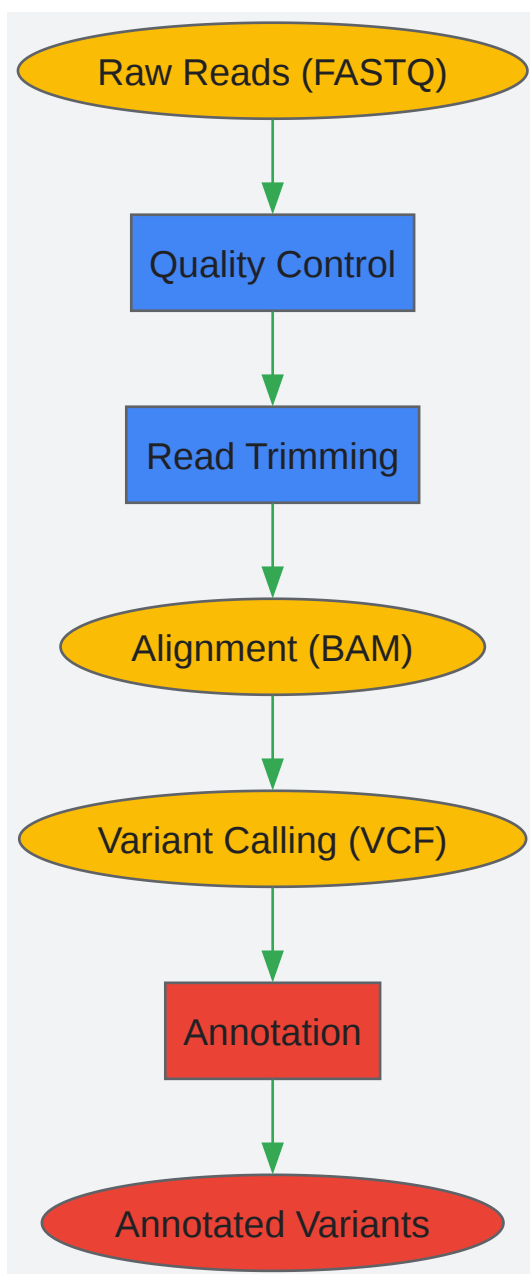 Raw Reads (FASTQ)
Quality Control
Read Trimming
Alignment (BAM)
Variant Calling (VCF)
Annotation
Annotated Variants